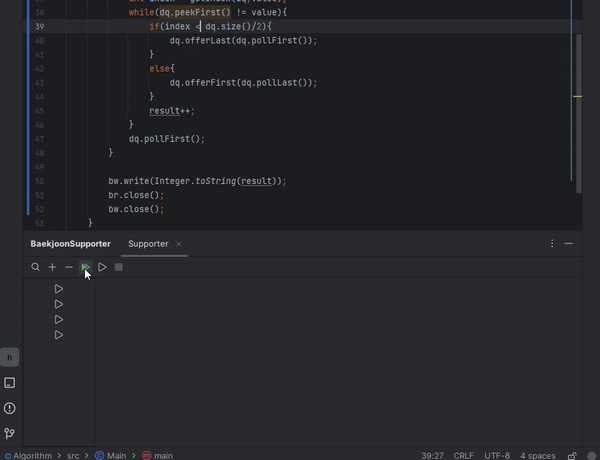 38 while(dq.peekFirst() != value){
39 if(index < dq.size()/2){
40 dq.offerLast(dq.pollFirst());
41 }
42 else{
43 dq.offerFirst(dq.pollLast());
44 }
45 result++;
46 }
47 dq.pollFirst();
48 }
49
50 bw.write(Integer.toString(result));
51 br.close();
52 bw.close();
53 }
BaekjoonSupporter Supporter ×
B
Algorithm > src > Main > main 39:27 CRLF UTF-8 4 spaces